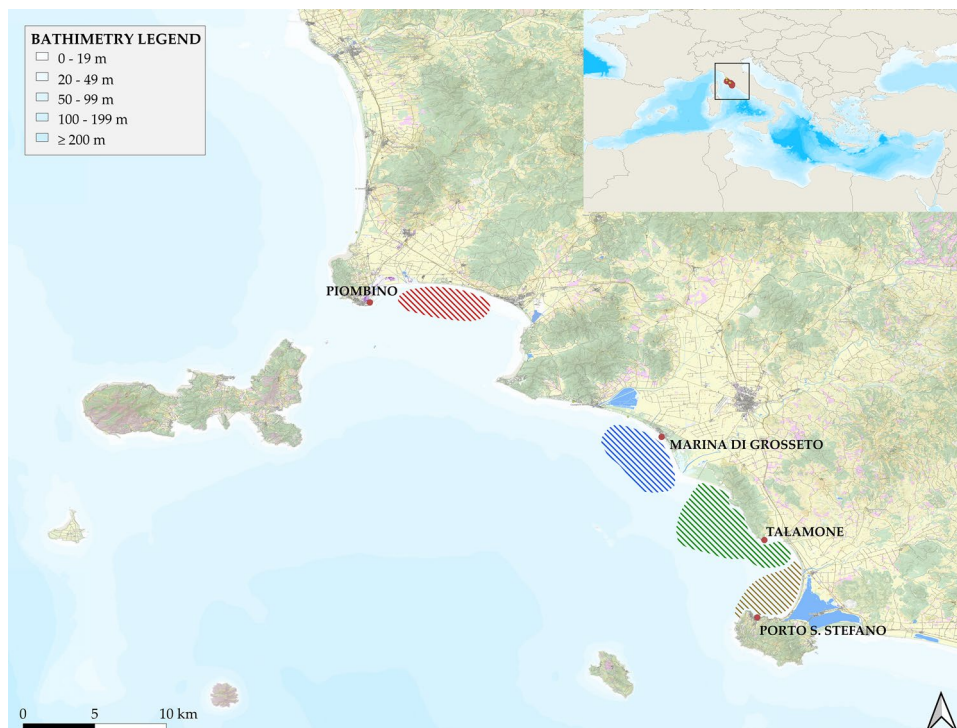 BATHIMETRY LEGEND
0 - 19 m
20 - 49 m
50 - 99 m
100 - 199 m
≥ 200 m
PIOMBINO
MARINA DI GROSSETO
TALAMONE
PORTO S. STEFANO
0 5 10 km